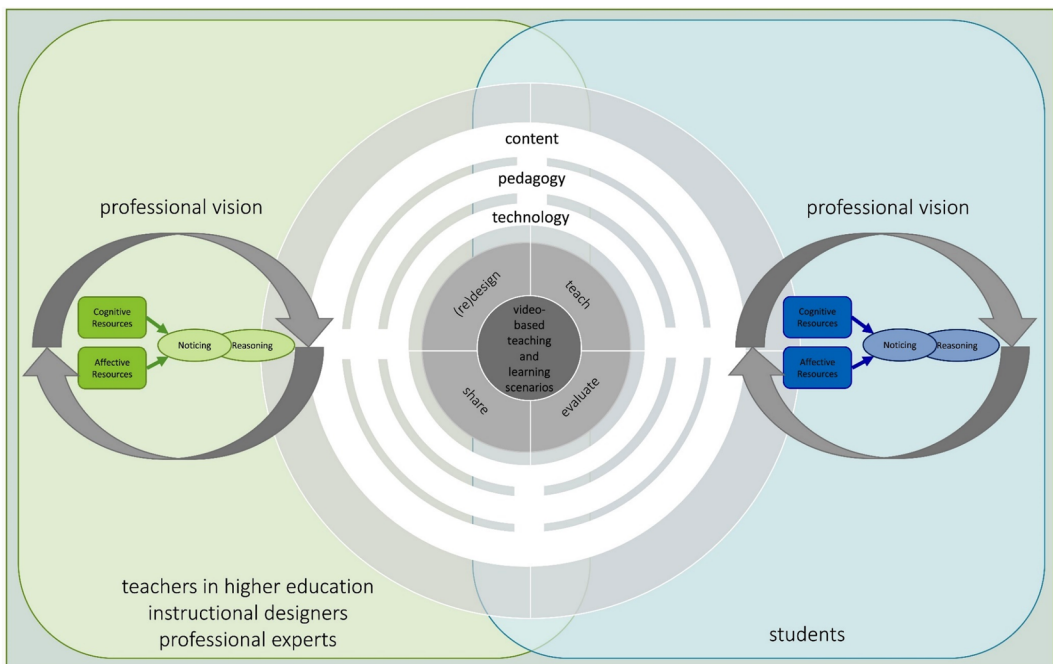 content
pedagogy
technology
professional vision
Cognitive
Resources
Affective
Resources
Noticing
Reasoning
(re)design
teach
video-
based
teaching
and
learning
scenarios
share
evaluate
professional vision
Cognitive
Resources
Affective
Resources
Noticing
Reasoning
teachers in higher education
instructional designers
professional experts
students